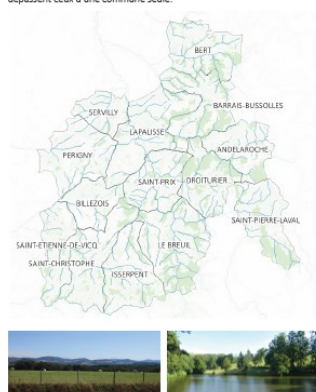 dépassent ceux d'une commune seule.
BERT
BARRAIS-BUSSOLLES
SERVILLY
LAPALISSE
ANDELAROCHE
PERIGNY
SAINT-PRIX
DROITURIER
BILLEZOIS
SAINT-PIERRE-LAVAL
SAINT-ETIENNE-DE-VICQ
LE BREUIL
SAINT-CHRISTOPHE
ISSERPENT